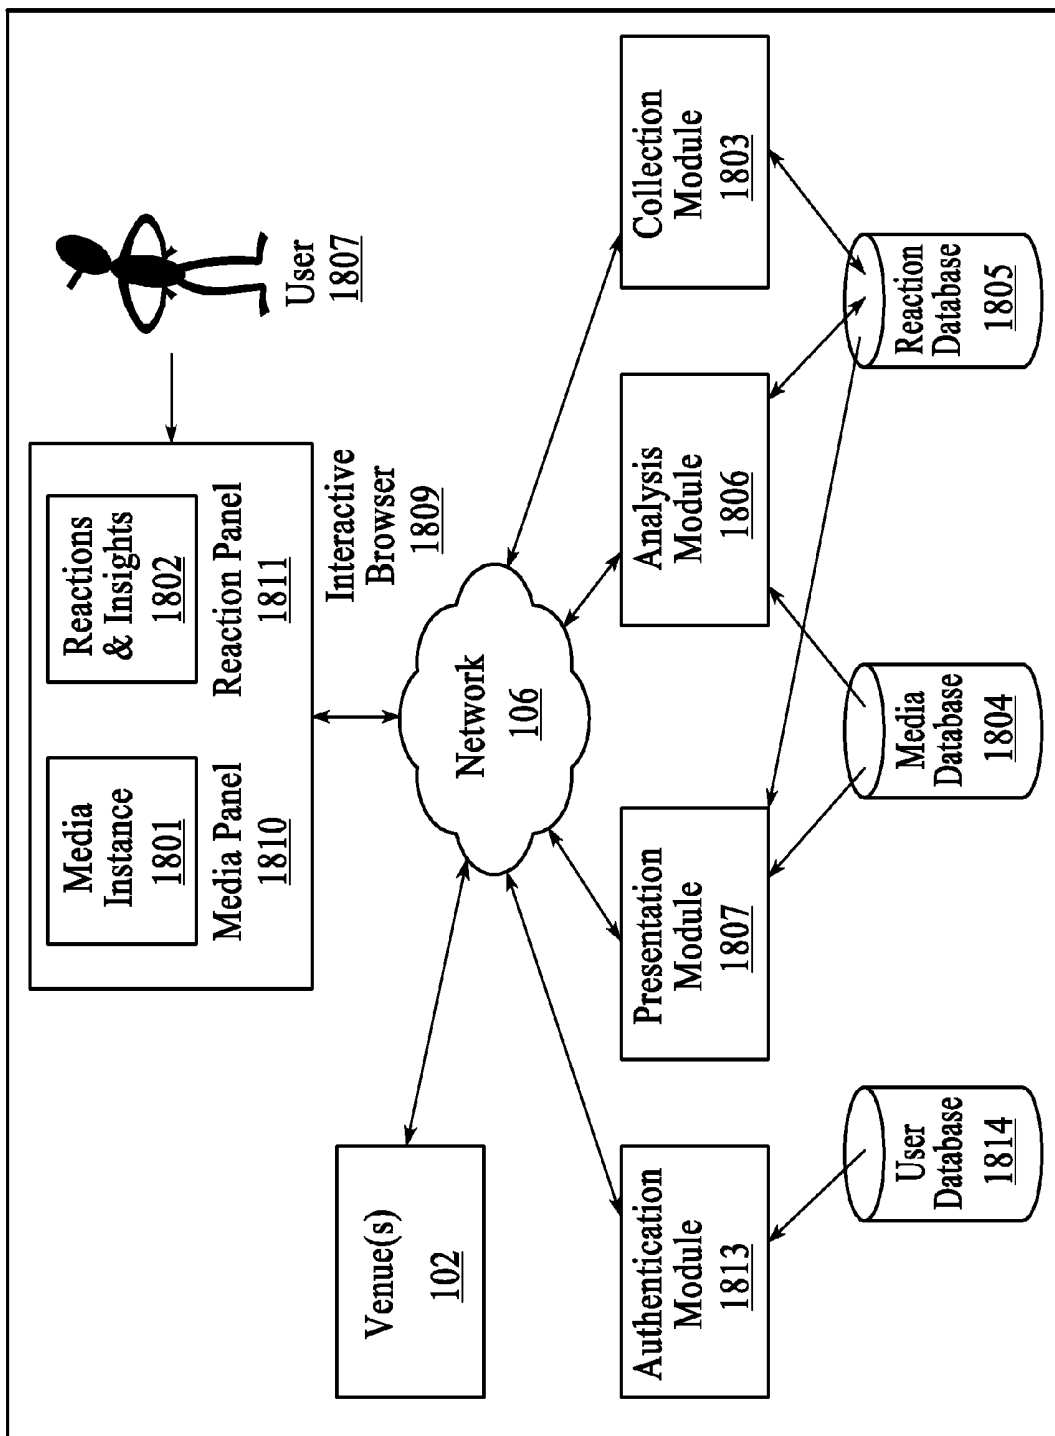 Media
Instance
1801
Media Panel
1810
Reactions
& Insights
1802
Reaction Panel
1811
User
1807
Interactive
Browser
1809
Venue(s)
102
Network
106
Authentication
Module
1813
Presentation
Module
1807
Analysis
Module
1806
Collection
Module
1803
User
Database
1814
Media
Database
1804
Reaction
Database
1805